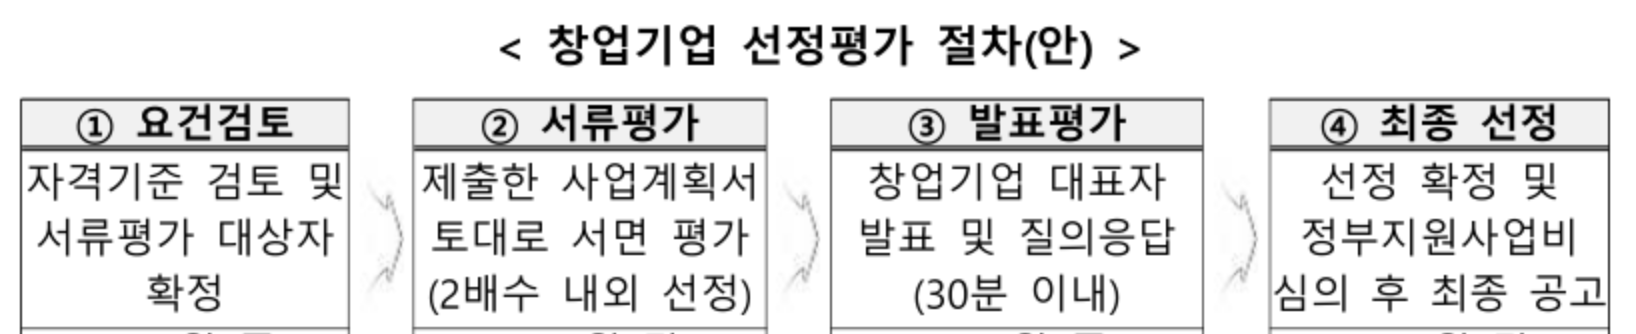 < 창업기업 선정평가 절차(안) >
① 요건검토
자격기준 검토 및
서류평가 대상자
확정
② 서류평가
제출한 사업계획서
토대로 서면 평가
(2배수 내외 선정)
③ 발표평가
창업기업 대표자
발표 및 질의응답
(30분 이내)
④ 최종 선정
선정 확정 및
정부지원사업비
심의 후 최종 공고